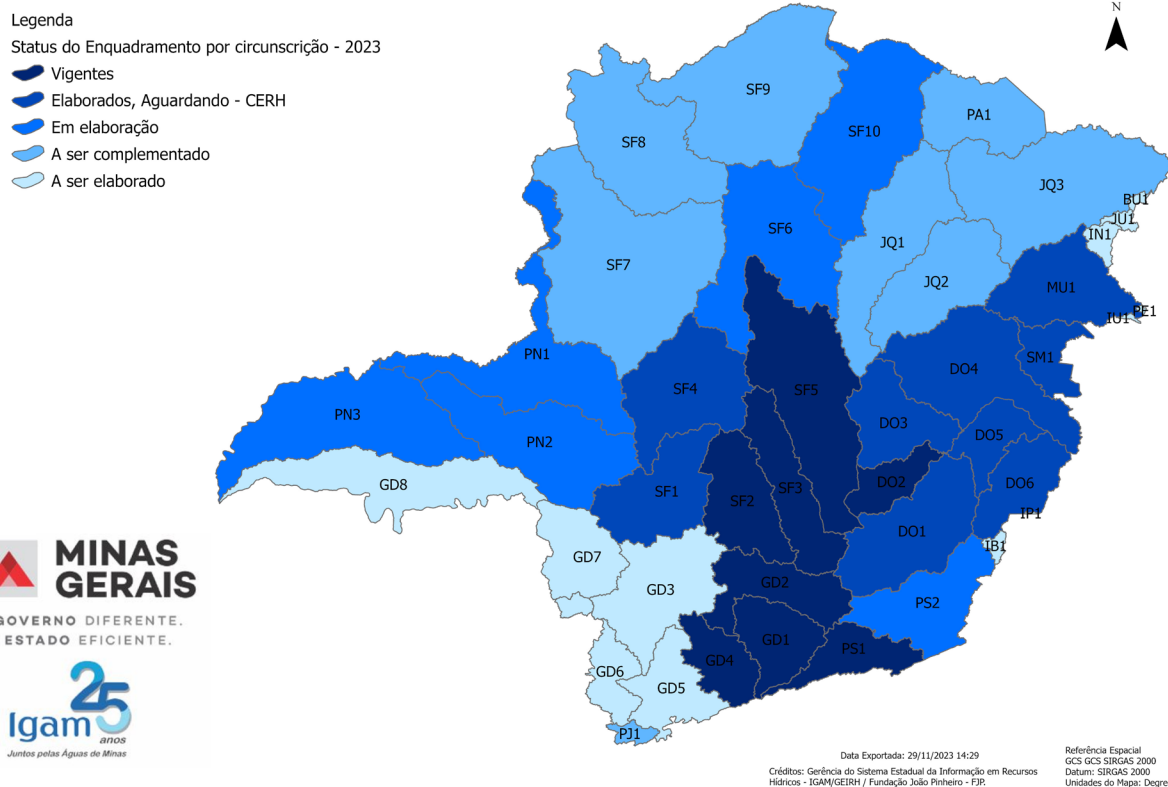 Legenda
Status do Enquadramento por circunscrição - 2023
Vigentes
Elaborados, Aguardando - CERH
Em elaboração
A ser complementado
A ser elaborado
N
SF9
SF10
PA1
SF8
JQ3
BU1
JU1
IN1
SF6
JQ1
SF7
JQ2
MU1
PE1
IU1
PN1
SM1
DO4
SF4
SF5
PN3
DO3
DO5
PN2
GD8
SF1
SF2
SF3
DO2
DO6
IP1
DO1
IB1
GD7
GD3
GD2
PS2
GD1
PS1
GD4
GD6
GD5
PJ1
MINAS
GERAIS
GOVERNO DIFERENTE.
ESTADO EFICIENTE.
25
Igam anos
Juntos pelas Águas de Minas
Data Exportada: 29/11/2023 14:29
Créditos: Gerência do Sistema Estadual da Informação em Recursos
Hídricos - IGAM/GEIRH / Fundação João Pinheiro - FJP.
Referência Espacial
GCS GCS SIRGAS 2000
Datum: SIRGAS 2000
Unidades do Mapa: Degre